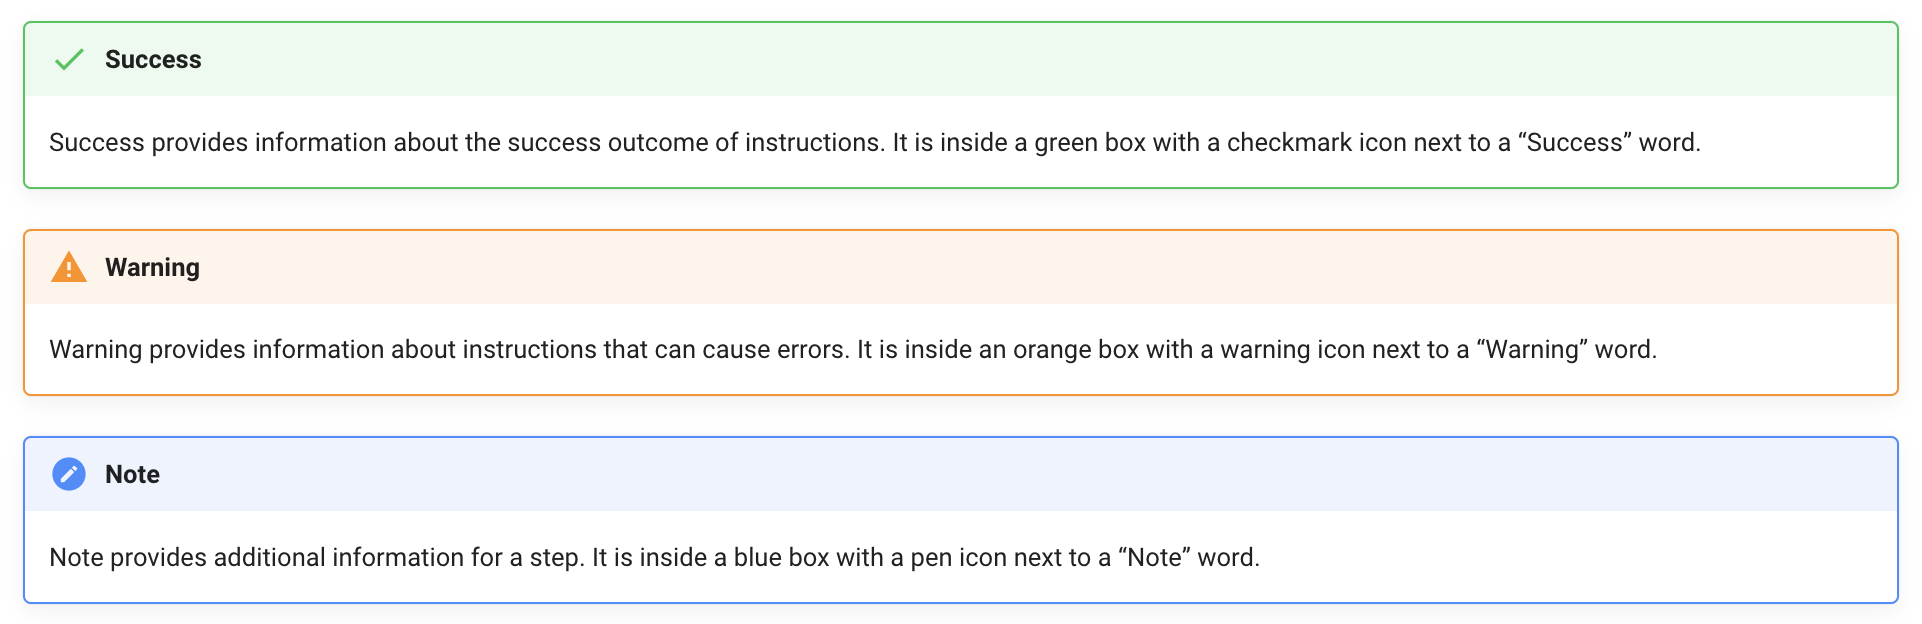 Success
Success provides information about the success outcome of instructions. It is inside a green box with a checkmark icon next to a “Success” word.
Warning
Warning provides information about instructions that can cause errors. It is inside an orange box with a warning icon next to a “Warning” word.
Note
Note provides additional information for a step. It is inside a blue box with a pen icon next to a “Note” word.